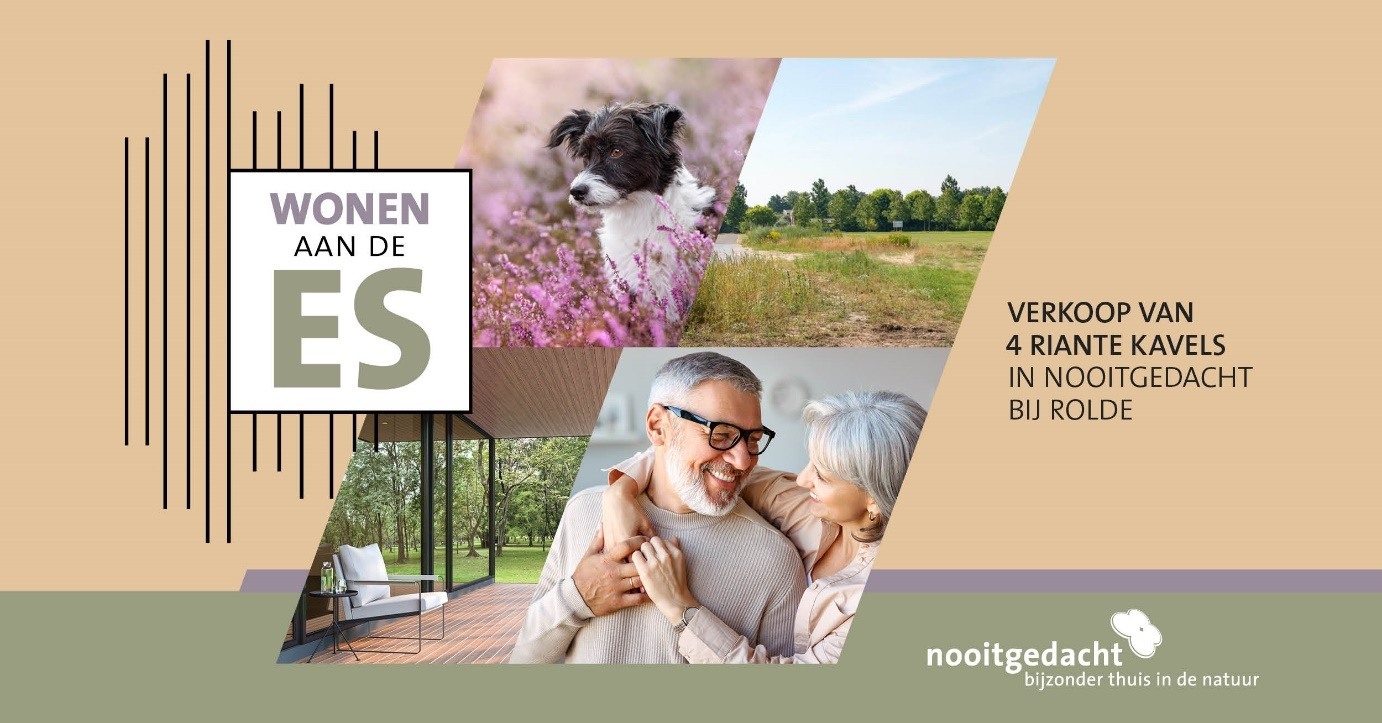 WONEN
AAN DE
ES
VERKOOP VAN
4 RIANTE KAVELS
IN NOOITGEDACHT
BIJ ROLDE
nooitgedacht
bijzonder thuis in de natuur